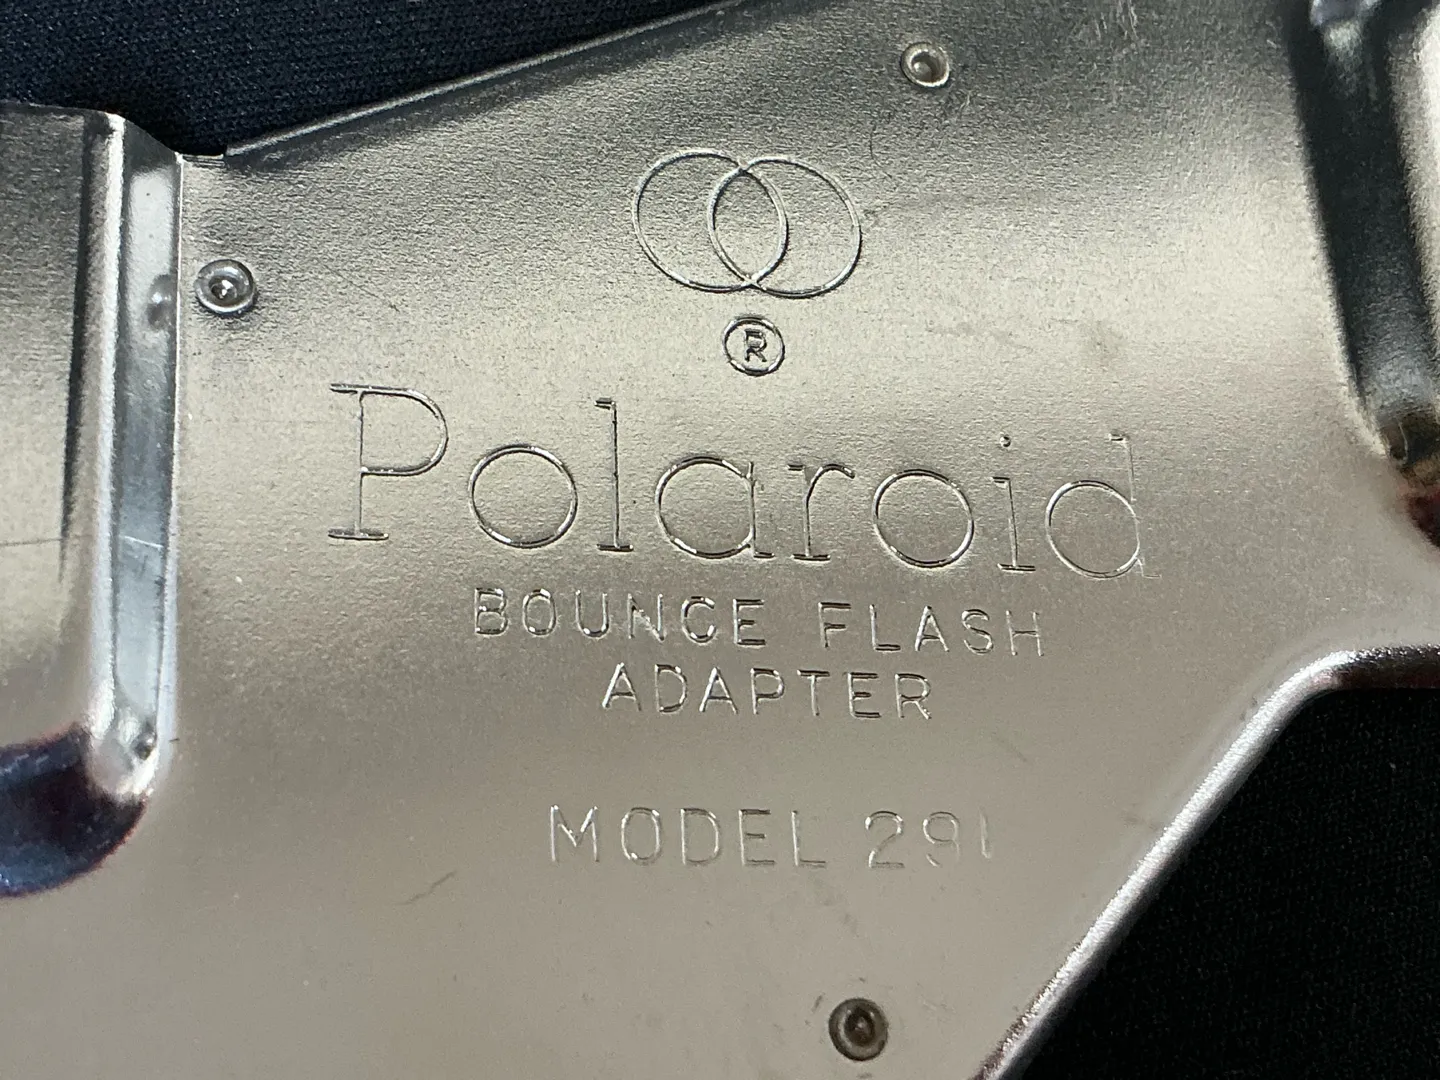 ®
Polaroid
BOUNCE FLASH
ADAPTER
MODEL 291